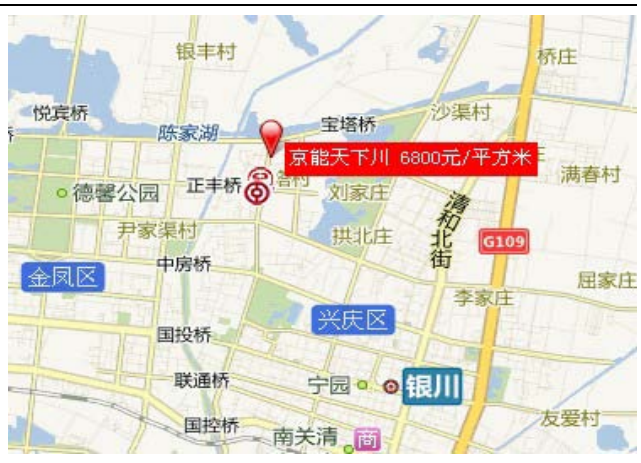 银丰村
桥庄
悦宾桥
沙渠村
宝塔桥
陈家湖
京能天下川 6800元/平方米
正丰桥
塔村
刘家庄
满春村
德馨公园
清和北街
尹家渠村
拱北庄
G109
中房桥
屈家庄
金凤区
李家庄
兴庆区
国投桥
联通桥
宁园
银川
国控桥
友爱村
南关清
商